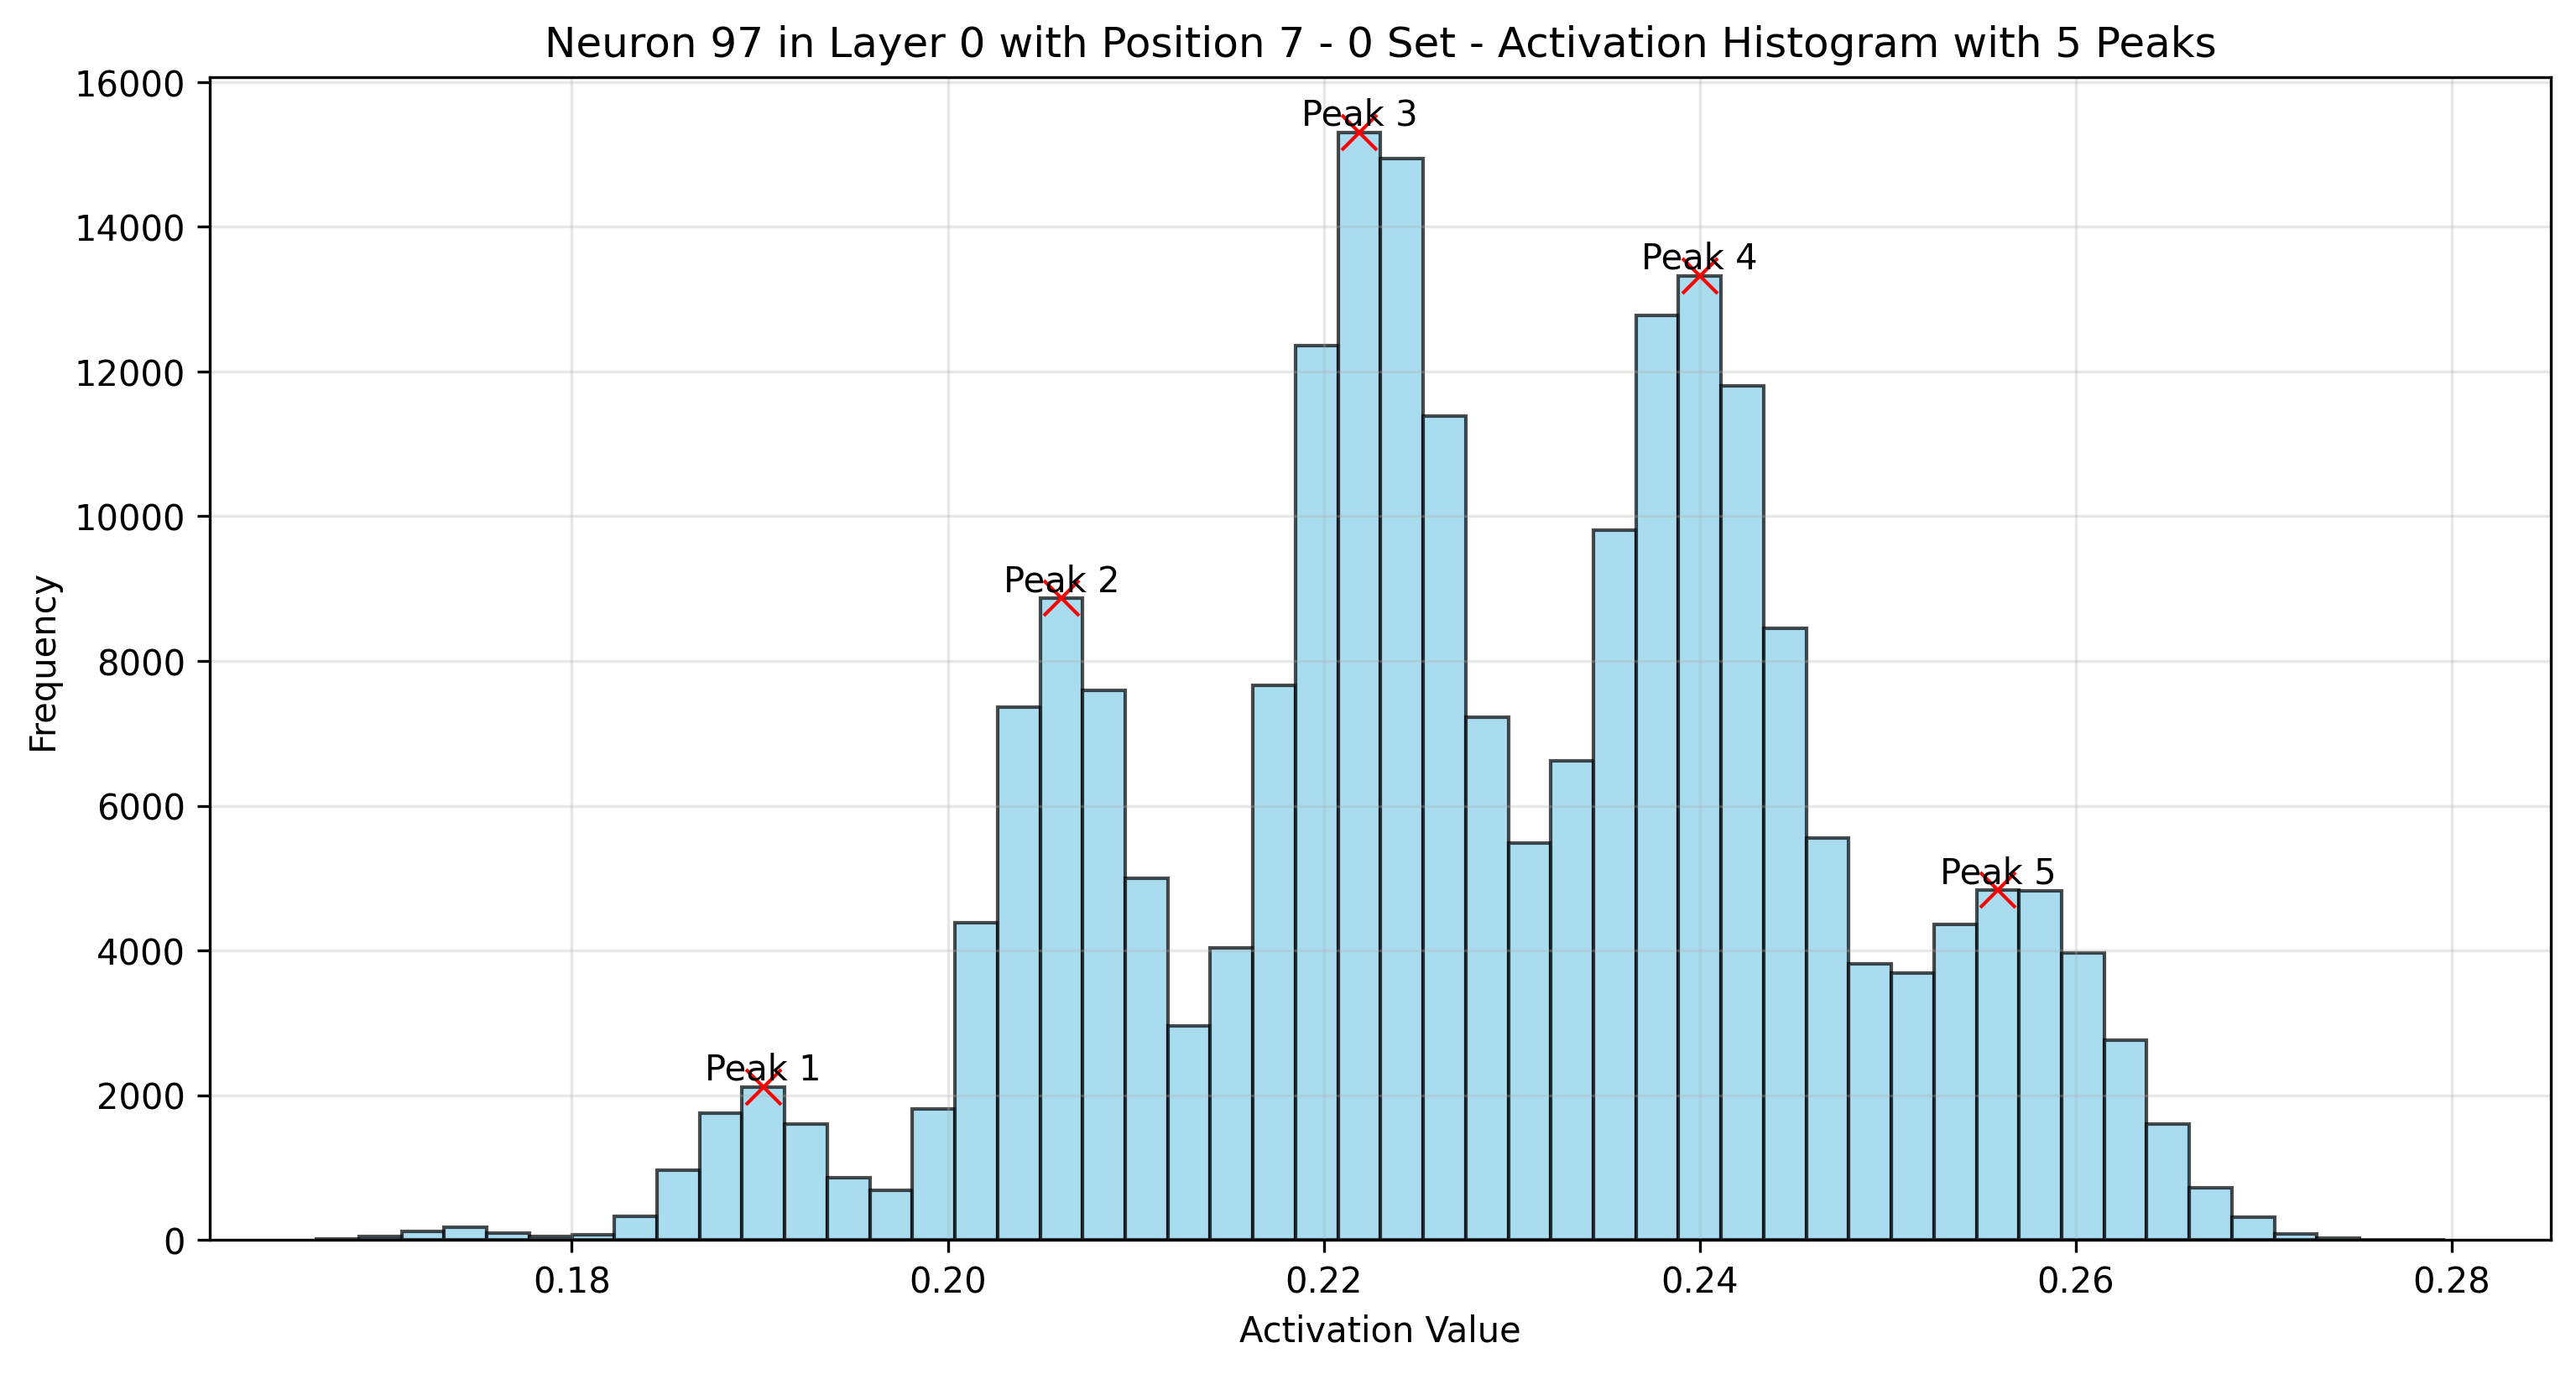 Neuron 97 in Layer 0 with Position 7 - 0 Set - Activation Histogram with 5 Peaks
16000
14000
12000
10000
8000
6000
4000
2000
0
Frequency
Peak 1
Peak 2
Peak 3
Peak 4
Peak 5
0.18
0.20
0.22
0.24
0.26
0.28
Activation Value